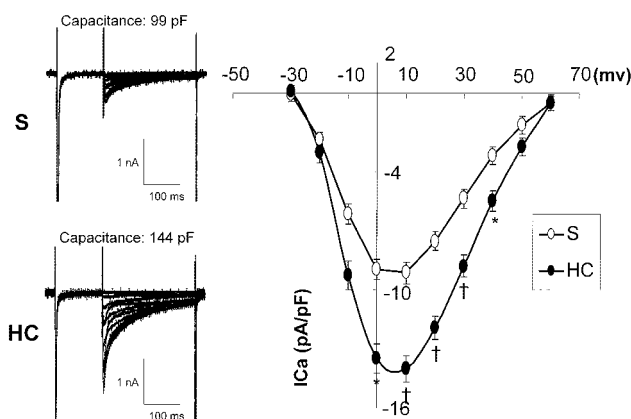 Capacitance: 99 pF
S
1 nA
100 ms
Capacitance: 144 pF
HC
1 nA
100 ms
2
-50 -30 -10 10 30 50 70 (mv)
-4
-10
-16
ICa (pA/pF)
* † † † *
S
HC